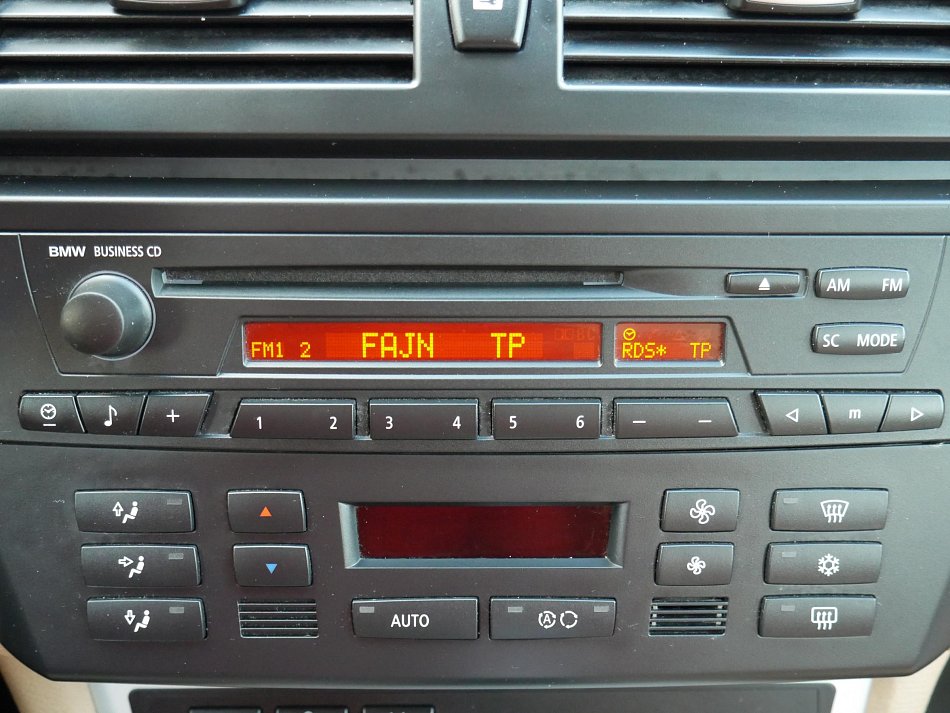 BMW BUSINESS CD
AM FM
FM1 2 FAJN TP
RDS* TP
SC MODE
+ 1 2 3 4 5 6 — — m
AUTO
A